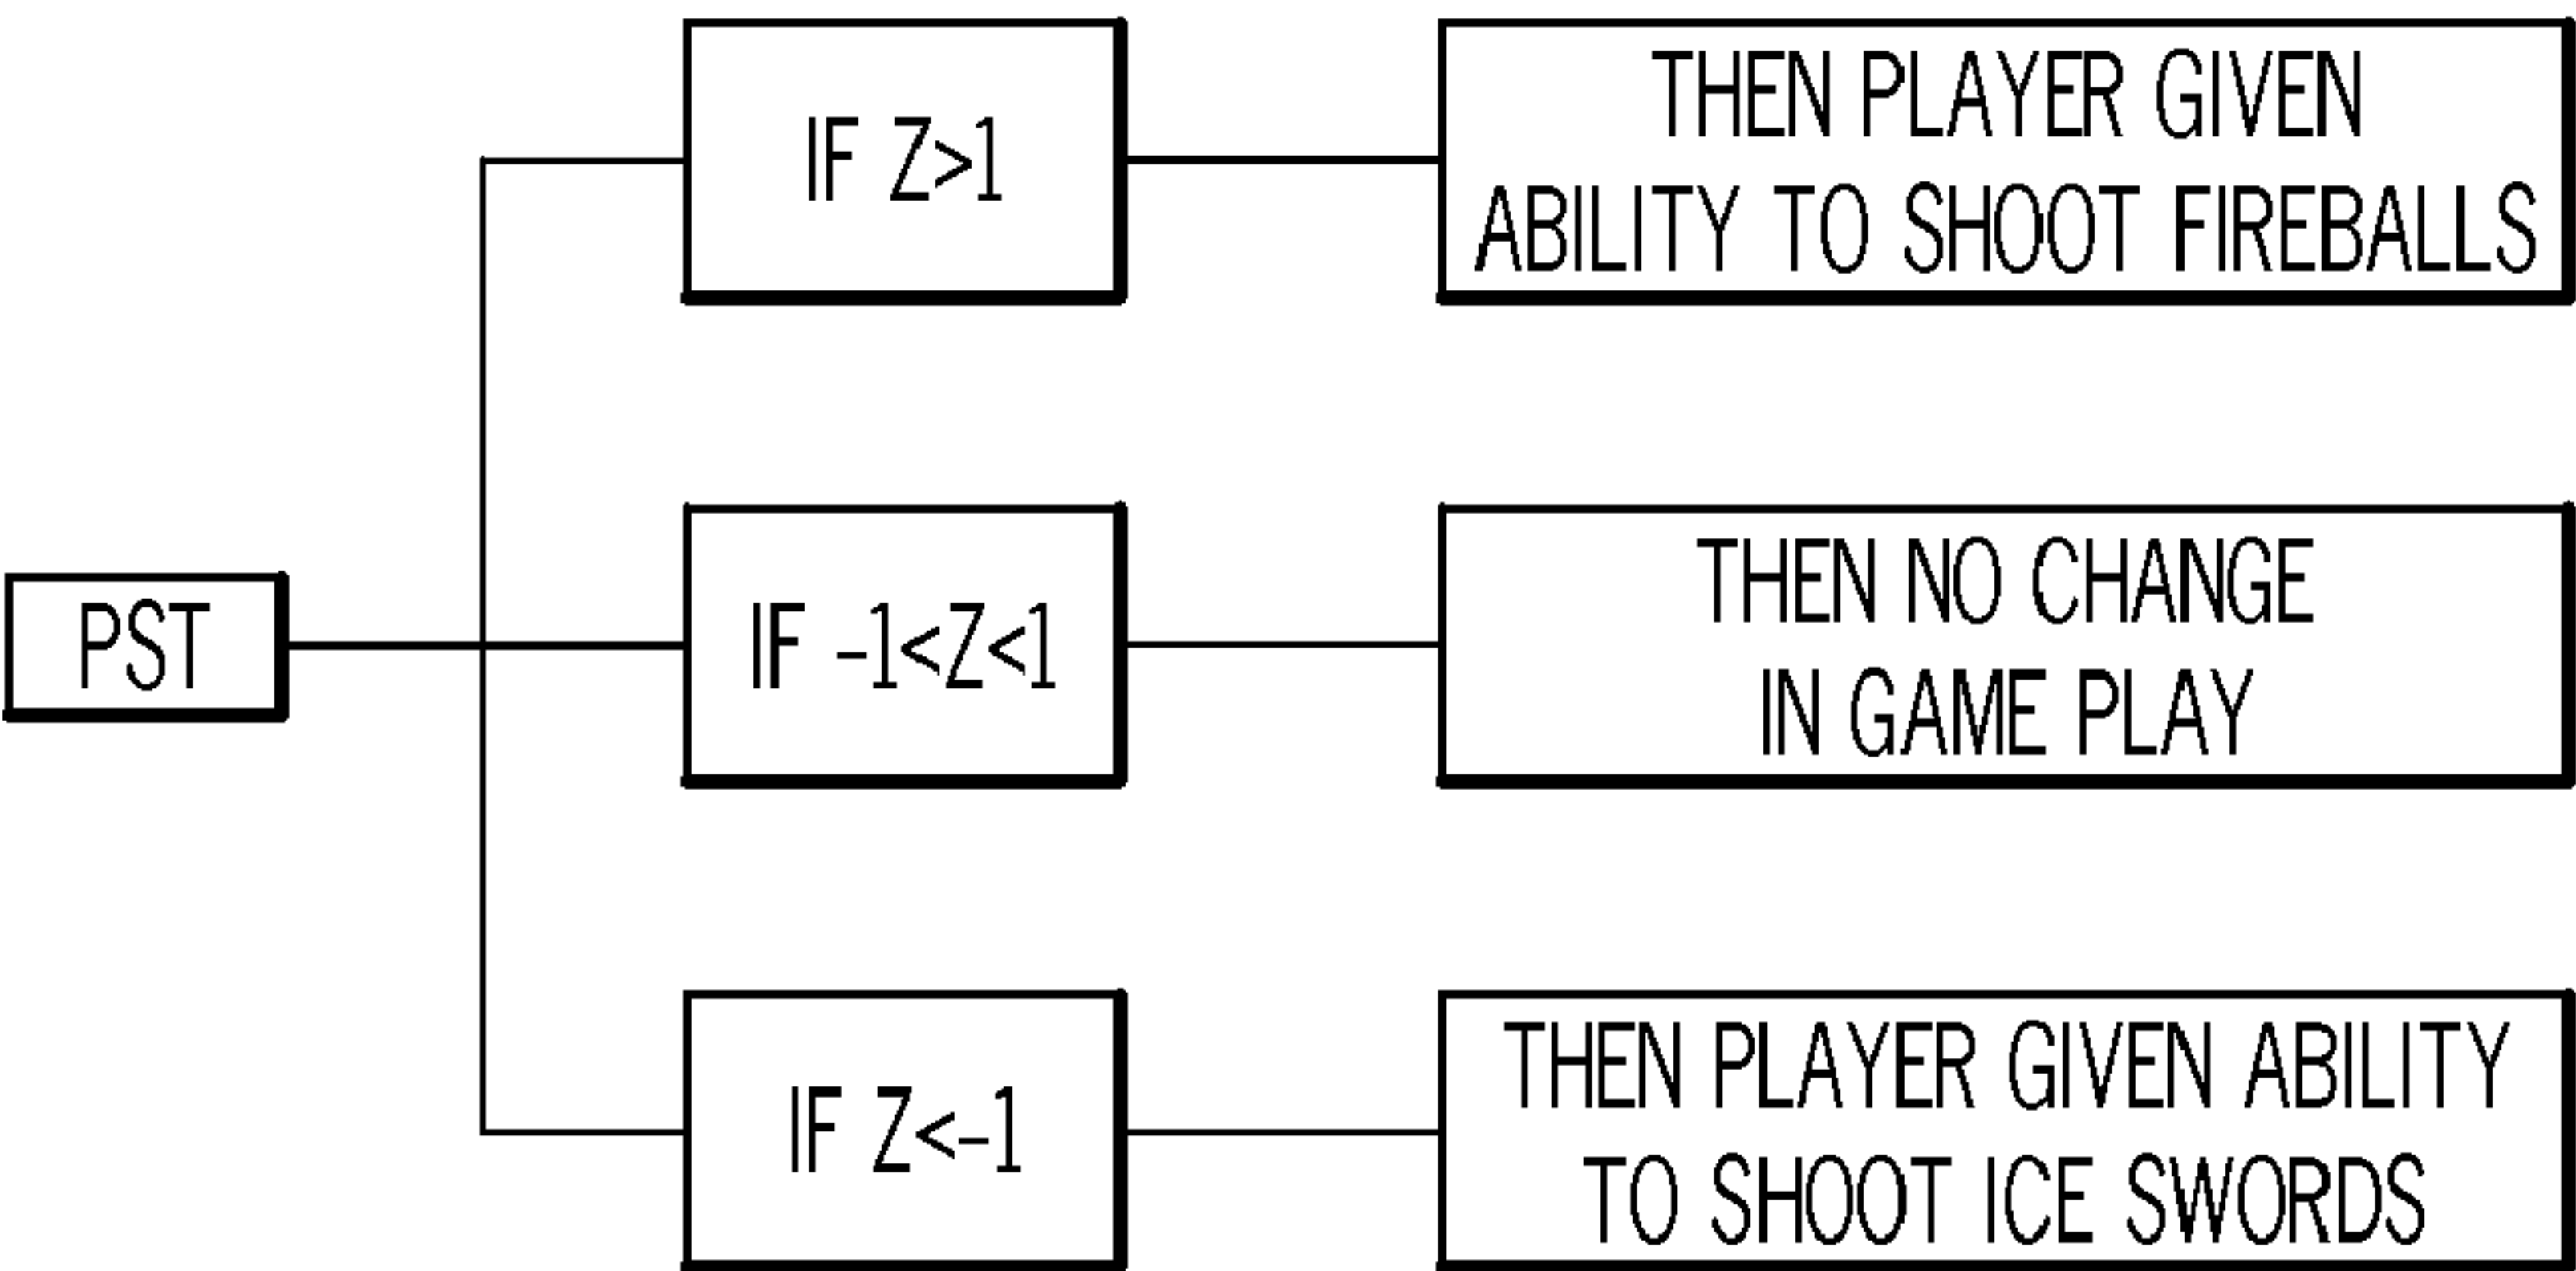 PST
IF Z>1
THEN PLAYER GIVEN
ABILITY TO SHOOT FIREBALLS
IF -1<Z<1
THEN NO CHANGE
IN GAME PLAY
IF Z<-1
THEN PLAYER GIVEN ABILITY
TO SHOOT ICE SWORDS